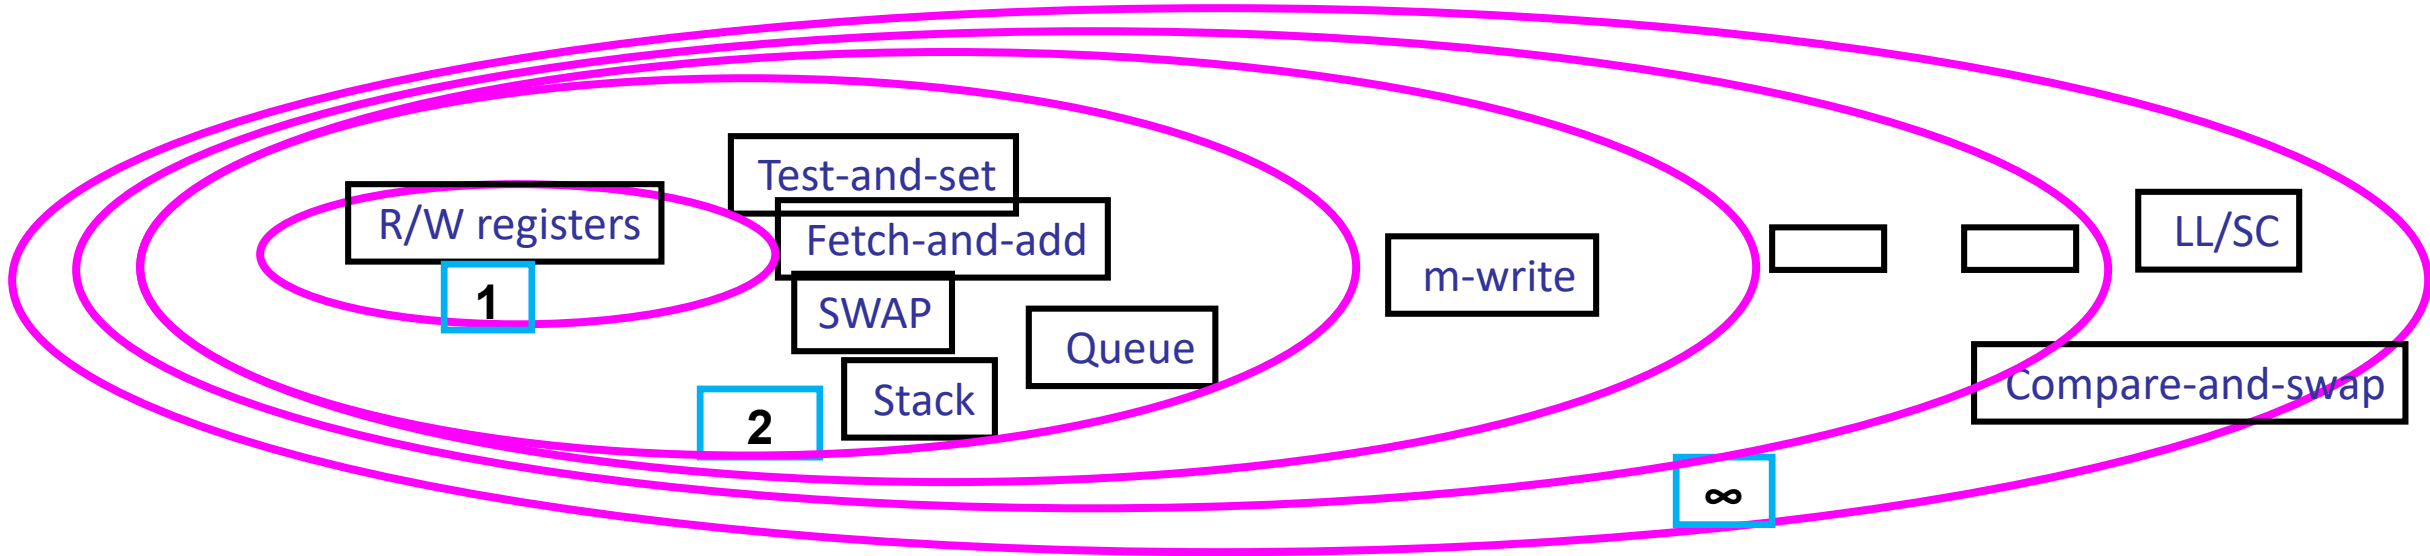 Test-and-set
R/W registers
Fetch-and-add
LL/SC
m-write
1
SWAP
Queue
Compare-and-swap
Stack
2
∞